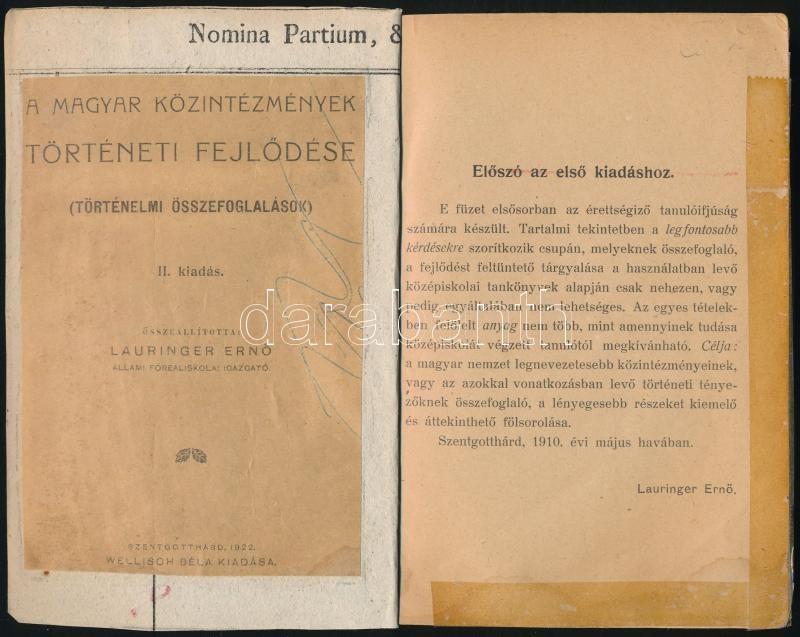 Nomina Partium, &
A MAGYAR KÖZINTÉZMÉNYEK
TÖRTÉNETI FEJLŐDÉSE
(TÖRTÉNELMI ÖSSZEFOGLALÁSOK)
II. kiadás.
ÖSSZEÁLLÍTOTTA
LAURINGER ERNŐ
ÁLLAMI FŐREÁLISKOLAI IGAZGATÓ
SZENTGOTTHÁRD, 1922.
WELLISCH BÉLA KIADÁSA.
Előszó az első kiadáshoz.
E füzet elsősorban az érettségiző tanulóifjúság
számára készült. Tartalmi tekintetben a legfontosabb
kérdésekre szorítkozik csupán, melyeknek összefoglaló,
a fejlődést feltüntető tárgyalása a használatban levő
középiskolai tankönyvek alapján csak nehezen, vagy
pedig egyáltalában nem lehetséges. Az egyes tételek-
ben felölelt anyag nem több, mint amennyinek tudása
középiskolát végzett tanulótól megkívánható. Célja:
a magyar nemzet legnevezetesebb közintézményeinek,
vagy az azokkal vonatkozásban levő történeti ténye-
zőknek összefoglaló, a lényegesebb részeket kiemelő
és áttekinthető fölsorolása.
Szentgotthárd, 1910. évi május havában.
Lauringer Ernő.
darabanth